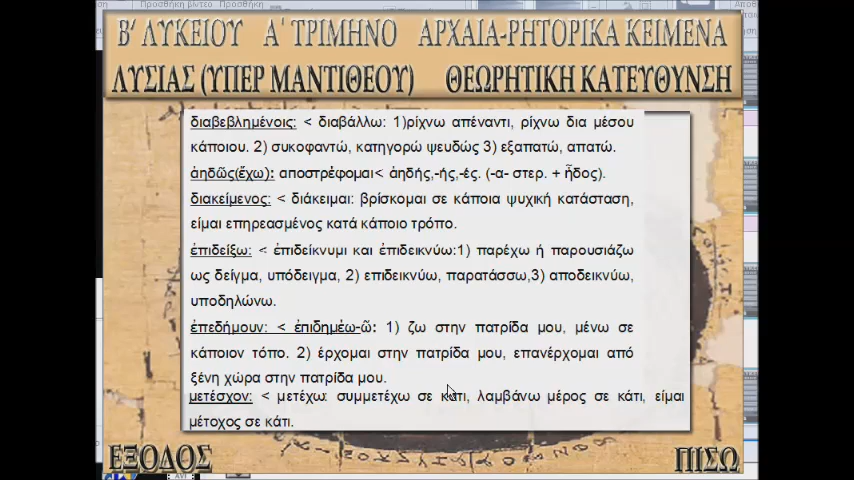 Προσθήκη βίντεο Προσθήκη
Β΄ ΛΥΚΕΙΟΥ Α΄ ΤΡΙΜΗΝΟ ΑΡΧΑΙΑ-ΡΗΤΟΡΙΚΑ ΚΕΙΜΕΝΑ
ΛΥΣΙΑΣ (ΥΠΕΡ ΜΑΝΤΙΘΕΟΥ) ΘΕΩΡΗΤΙΚΗ ΚΑΤΕΥΘΥΝΣΗ
διαβεβλημένοις: < διαβάλλω: 1)ρίχνω απέναντι, ρίχνω δια μέσου
κάποιου. 2) συκοφαντώ, κατηγορώ ψευδώς 3) εξαπατώ, απατώ.
ἀηδῶς(ἔχω): αποστρέφομαι< ἀηδής,-ής,-ές. (-α- στερ. + ἦδος).
διακείμενος: < διάκειμαι: βρίσκομαι σε κάποια ψυχική κατάσταση,
είμαι επηρεασμένος κατά κάποιο τρόπο.
ἐπιδείξω: < ἐπιδείκνυμι και ἐπιδεικνύω:1) παρέχω ή παρουσιάζω
ως δείγμα, υπόδειγμα, 2) επιδεικνύω, παρατάσσω,3) αποδεικνύω,
υποδηλώνω.
ἐπεδήμουν: < ἐπιδημέω-ῶ: 1) ζω στην πατρίδα μου, μένω σε
κάποιον τόπο. 2) έρχομαι στην πατρίδα μου, επανέρχομαι από
ξένη χώρα στην πατρίδα μου.
μετέσχον: < μετέχω: συμμετέχω σε κάτι, λαμβάνω μέρος σε κάτι, είμαι
μέτοχος σε κάτι.
ΕΞΟΔΟΣ ΠΙΣΩ